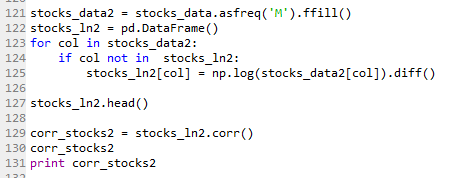 121 stocks_data2 = stocks_data.asfreq('M').ffill()
122 stocks_ln2 = pd.DataFrame()
123 for col in stocks_data2:
124     if col not in  stocks_ln2:
125         stocks_ln2[col] = np.log(stocks_data2[col]).diff()
126
127 stocks_ln2.head()
128
129 corr_stocks2 = stocks_ln2.corr()
130 corr_stocks2
131 print corr_stocks2